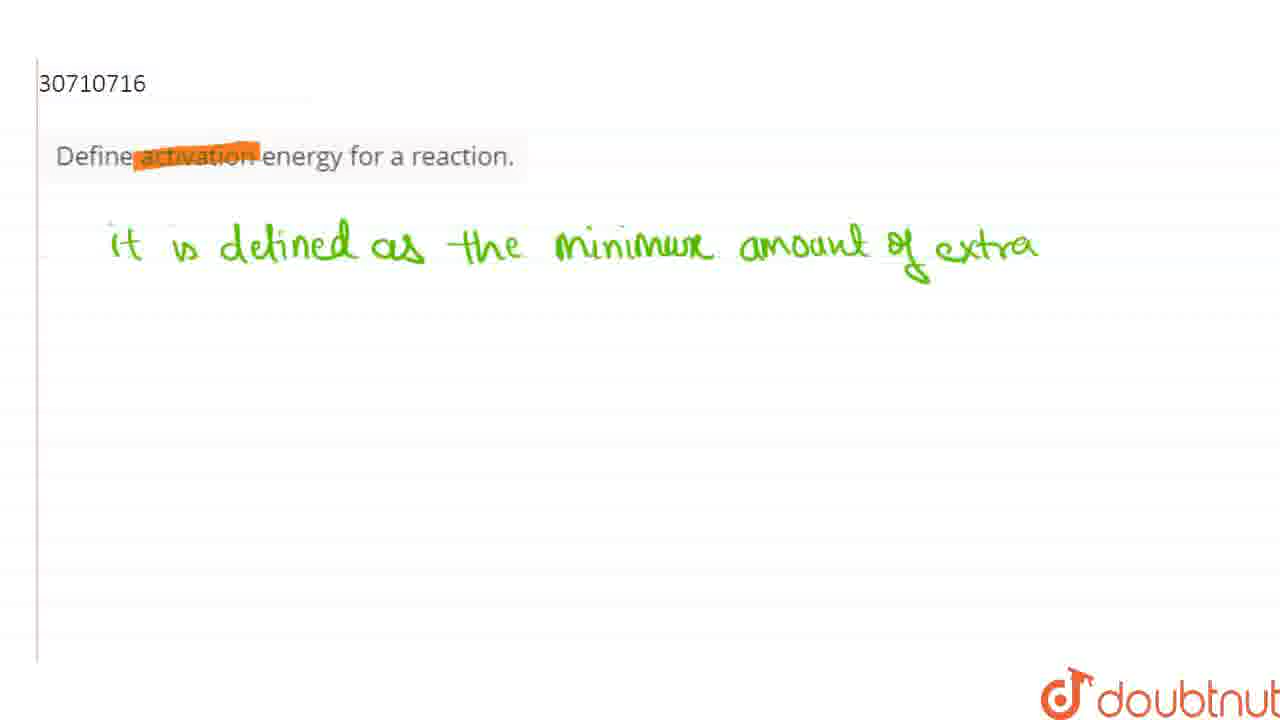 30710716
Define activation energy for a reaction.
it is defined as the minimum amount of extra
doubtnut